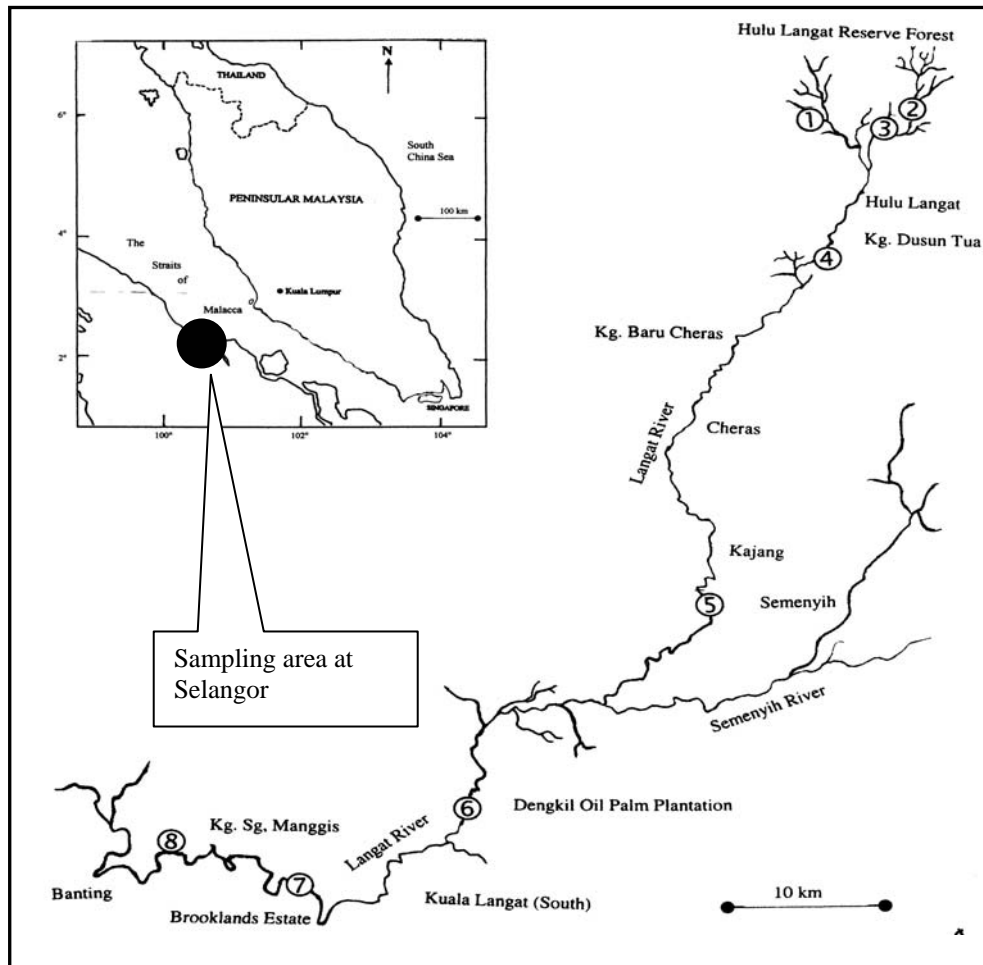 Hulu Langat Reserve Forest
N
THAILAND
6°
South
China Sea
PENINSULAR MALAYSIA
100 km
4°
The
Straits
of
Malacca
Kuala Lumpur
2°
SINGAPORE
100°
102°
104°
1
2
3
Hulu Langat
Kg. Dusun Tua
4
Kg. Baru Cheras
Langat River
Cheras
Kajang
5
Semenyih
Sampling area at
Selangor
Semenyih River
6
Dengkil Oil Palm Plantation
Langat River
Kg. Sg, Manggis
8
7
Banting
Brooklands Estate
Kuala Langat (South)
10 km